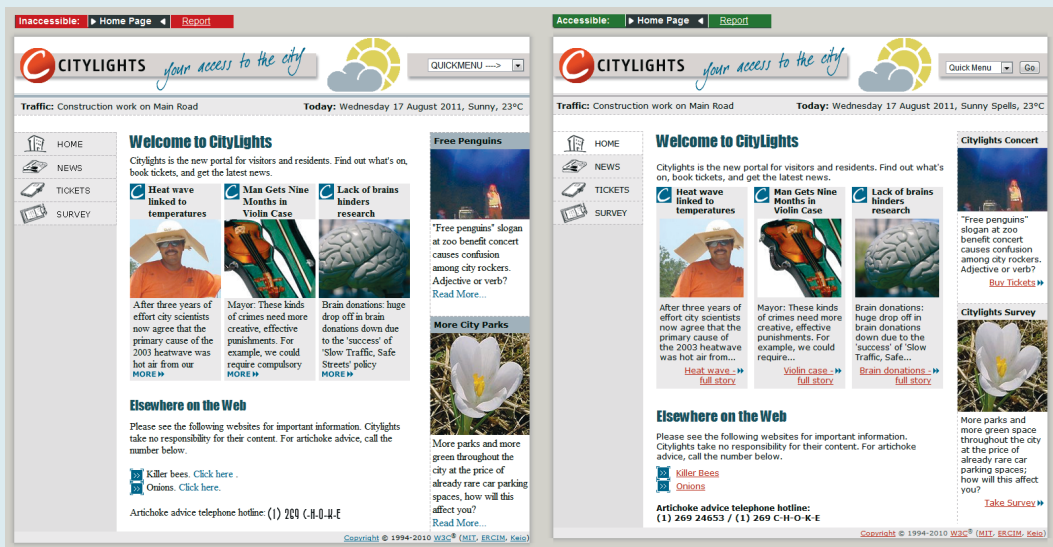 Inaccessible: Home Page Report
CITYLIGHTS your access to the city
QUICKMENU ---->
Traffic: Construction work on Main Road
Today: Wednesday 17 August 2011, Sunny, 23°C
HOME
NEWS
TICKETS
SURVEY
Welcome to CityLights
Citylights is the new portal for visitors and residents. Find out what's on,
book tickets, and get the latest news.
Heat wave
linked to
temperatures
After three years of
effort city scientists
now agree that the
primary cause of the
2003 heatwave was
hot air from our
MORE
Man Gets Nine
Months in
Violin Case
Mayor: These kinds
of crimes need more
creative, effective
punishments. For
example, we could
require compulsory
MORE
Lack of brains
hinders
research
Brain donations: huge
drop off in brain
donations down due
to the 'success' of
'Slow Traffic, Safe
Streets' policy
MORE
Elsewhere on the Web
Please see the following websites for important information. Citylights
take no responsibility for their content. For artichoke advice, call the
number below.
Killer bees. Click here .
Onions. Click here.
Artichoke advice telephone hotline: (1) 269 C-H-O-K-E
Free Penguins
"Free penguins" slogan
at zoo benefit concert
causes confusion
among city rockers.
Adjective or verb?
Read More...
More City Parks
More parks and more
green throughout the
city at the price of
already rare car parking
spaces, how will this
affect you?
Read More...
Copyright © 1994-2010 W3C® (MIT, ERCIM, Keio)
Accessible: Home Page Report
CITYLIGHTS your access to the city
Quick Menu Go
Traffic: Construction work on Main Road
Today: Wednesday 17 August 2011, Sunny Spells, 23°C
HOME
NEWS
TICKETS
SURVEY
Welcome to CityLights
Citylights is the new portal for visitors and residents. Find out what's
on, book tickets, and get the latest news.
Heat wave
linked to
temperatures
After three years of
effort city scientists
now agree that the
primary cause of
the 2003 heatwave
was hot air from...
Heat wave -
full story
Man Gets Nine
Months in
Violin Case
Mayor: These kinds
of crimes need more
creative, effective
punishments. For
example, we could
require...
Violin case -
full story
Lack of brains
hinders
research
Brain donations:
huge drop off in
brain donations
down due to the
'success' of 'Slow
Traffic, Safe...
Brain donations -
full story
Elsewhere on the Web
Please see the following websites for important information.
Citylights take no responsibility for their content. For artichoke
advice, call the number below.
Killer Bees
Onions
Artichoke advice telephone hotline:
(1) 269 24653 / (1) 269 C-H-O-K-E
Citylights Concert
"Free penguins"
slogan at zoo
benefit concert
causes confusion
among city rockers.
Adjective or verb?
Buy Tickets
Citylights Survey
More parks and
more green space
throughout the city
at the price of
already rare car
parking spaces;
how will this affect
you?
Take Survey
Copyright © 1994-2010 W3C® (MIT, ERCIM, Keio)